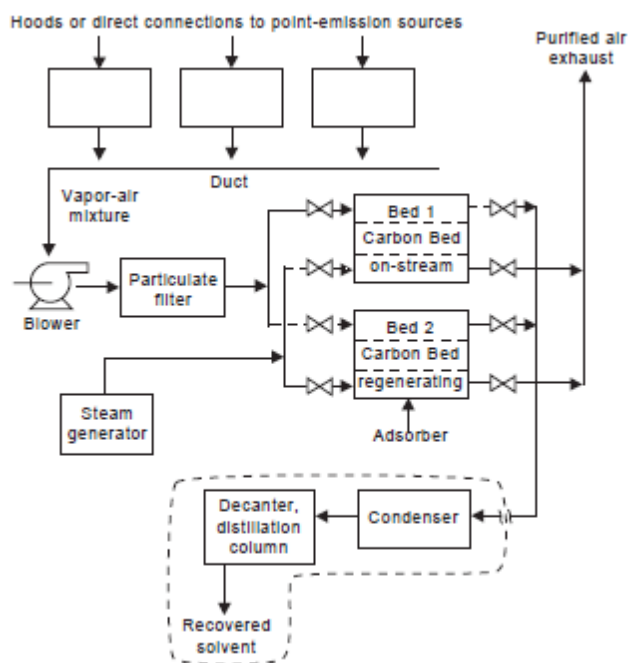 Hoods or direct connections to point-emission sources
Purified air
exhaust
Duct
Vapor-air
mixture
Bed 1
Carbon Bed
on-stream
Particulate
filter
Blower
Bed 2
Carbon Bed
regenerating
Steam
generator
Adsorber
Decanter,
distillation
column
Condenser
Recovered
solvent